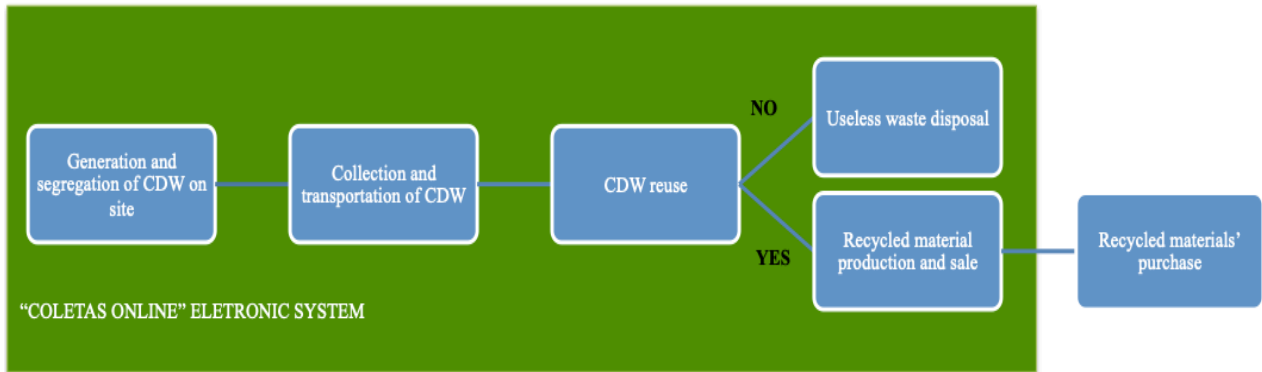 Generation and
segregation of CDW on
site
Collection and
transportation of CDW
CDW reuse
NO
Useless waste disposal
YES
Recycled material
production and sale
Recycled materials’
purchase
“COLETAS ONLINE” ELETRONIC SYSTEM